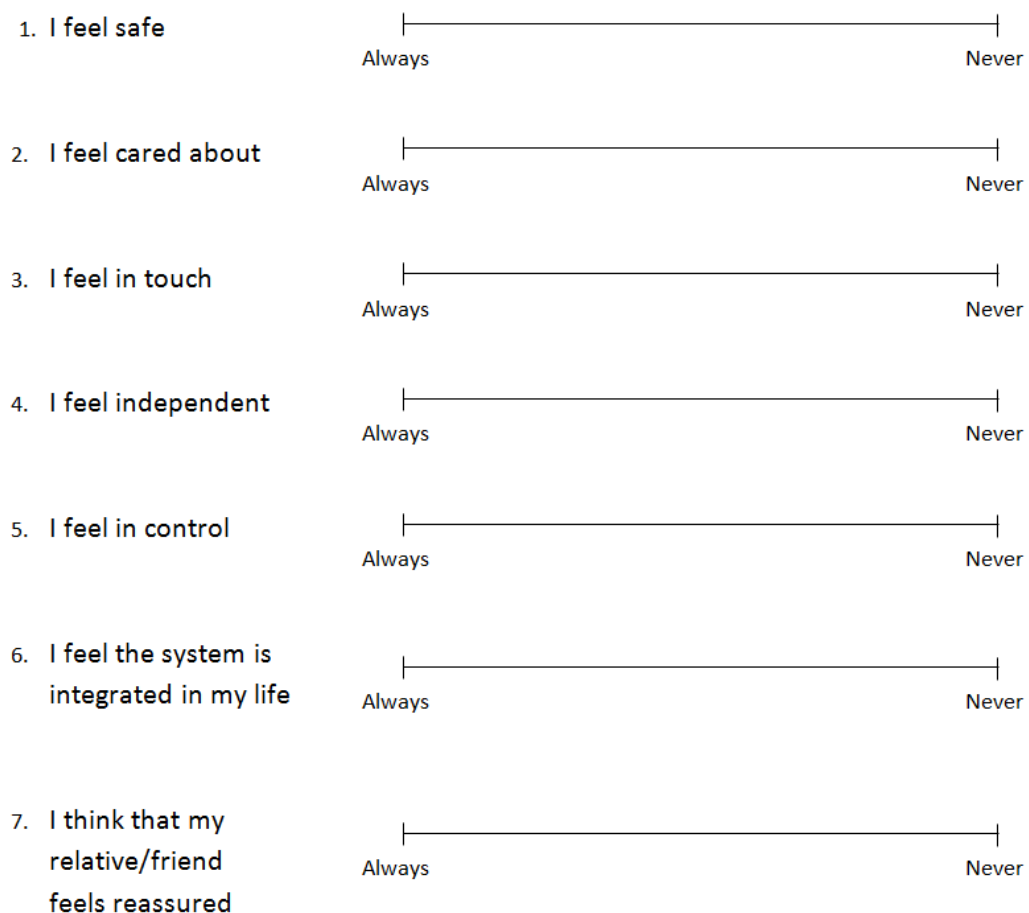 1. I feel safe
Always Never
2. I feel cared about
Always Never
3. I feel in touch
Always Never
4. I feel independent
Always Never
5. I feel in control
Always Never
6. I feel the system is
integrated in my life
Always Never
7. I think that my
relative/friend
Always Never
feels reassured